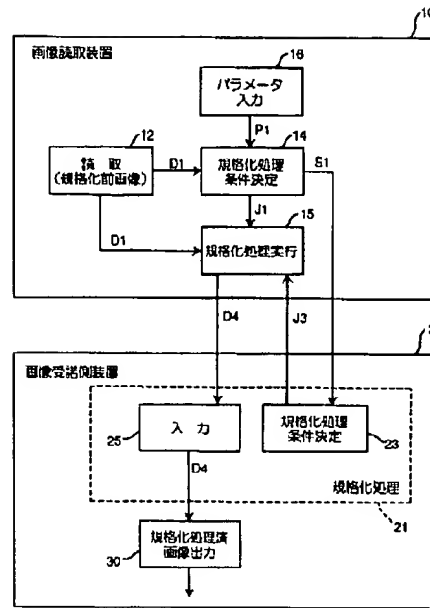 10
画像読取装置
16
パラメータ
入力
P1
12
読取
(規格化前画像)
D1
14
規格化処理
条件決定
S1
J1
15
D1
規格化処理実行
D4
J3
画像受諾側装置
25
入力
規格化処理
条件決定
23
D4
規格化処理
21
30
規格化処理済
画像出力